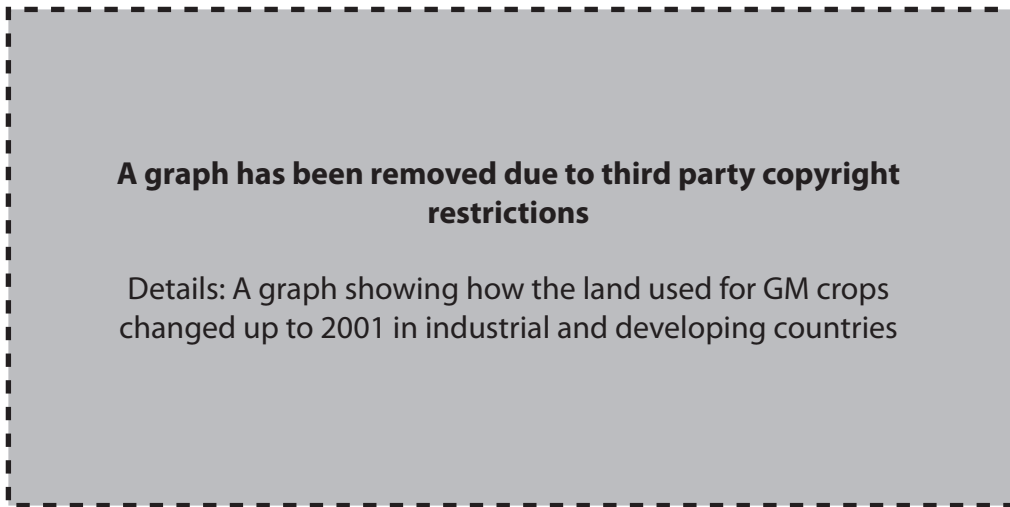 A graph has been removed due to third party copyright
restrictions
Details: A graph showing how the land used for GM crops
changed up to 2001 in industrial and developing countries